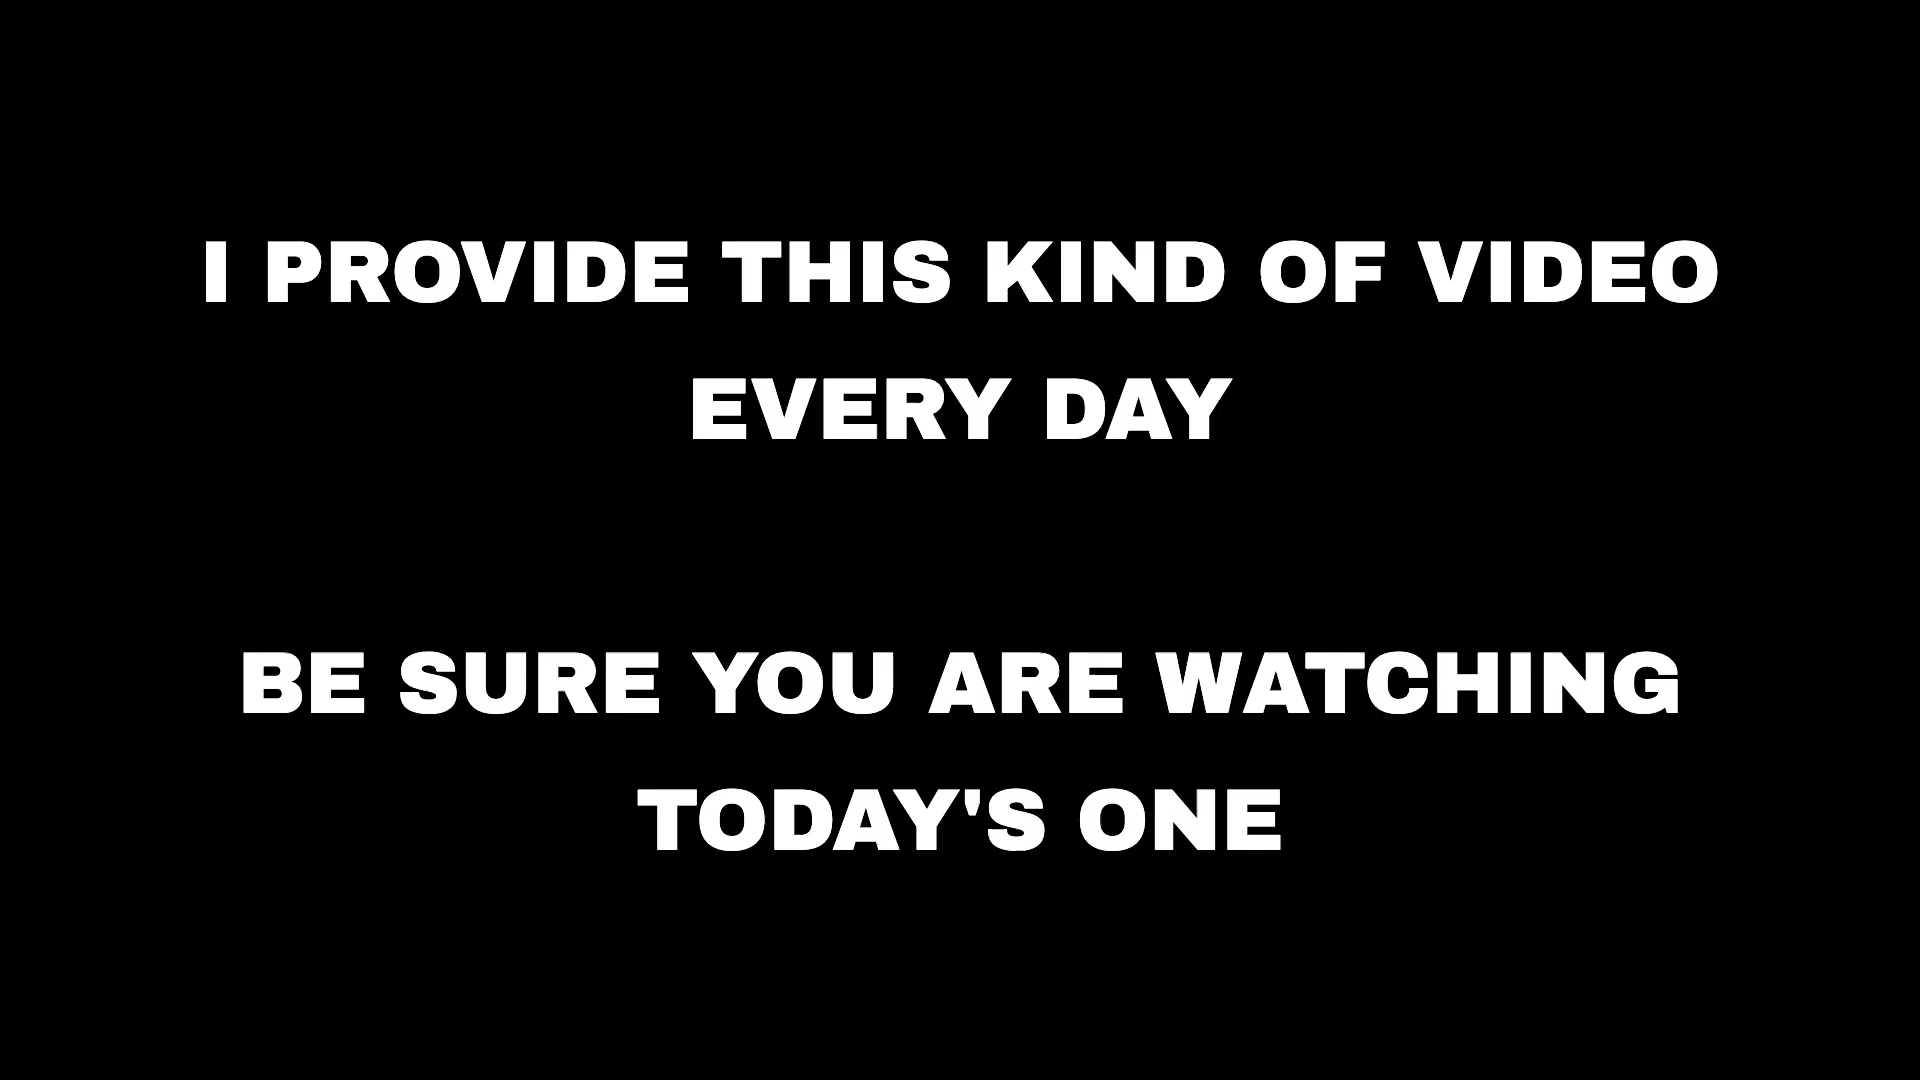 I PROVIDE THIS KIND OF VIDEO
EVERY DAY
BE SURE YOU ARE WATCHING
TODAY'S ONE